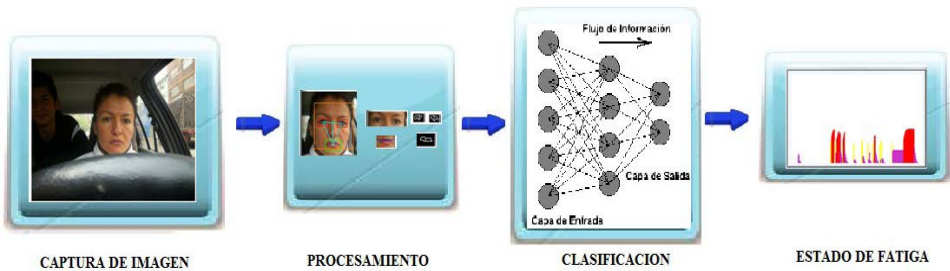 Flujo de Información
Capa de Salida
Capa de Entrada
CAPTURA DE IMAGEN
PROCESAMIENTO
CLASIFICACION
ESTADO DE FATIGA